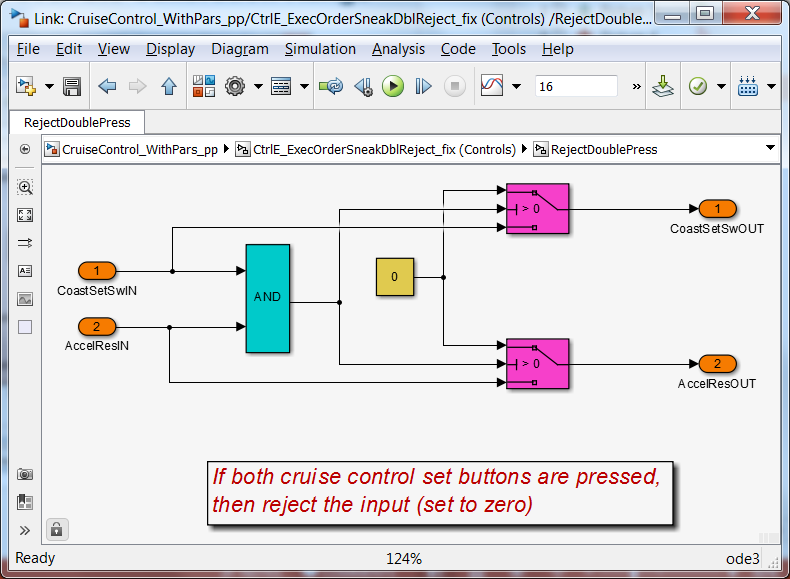 Link: CruiseControl_WithPars_pp/CtrlE_ExecOrderSneakDblReject_fix (Controls) /RejectDouble...
File Edit View Display Diagram Simulation Analysis Code Tools Help
16 »
RejectDoublePress
CruiseControl_WithPars_pp CtrlE_ExecOrderSneakDblReject_fix (Controls) RejectDoublePress
> 0
1
CoastSetSwOUT
1
CoastSetSwIN
AND
0
2
AccelResIN
> 0
2
AccelResOUT
If both cruise control set buttons are pressed,
then reject the input (set to zero)
Ready 124% ode3